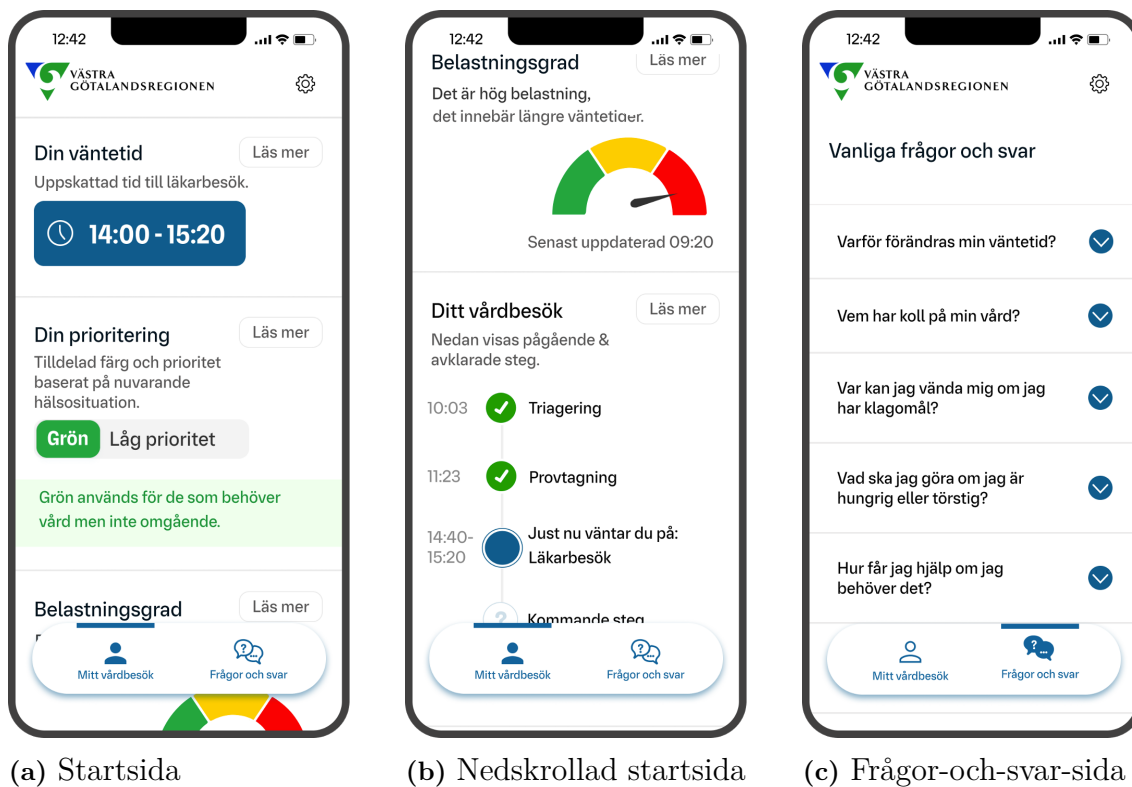 12:42
VÄSTRA
GÖTALANDSREGIONEN
Din väntetid
Läs mer
Uppskattad tid till läkarbesök.
14:00 - 15:20
Din prioritering
Läs mer
Tilldelad färg och prioritet
baserat på nuvarande
hälsosituation.
Grön Låg prioritet
Grön används för de som behöver
vård men inte omgående.
Belastningsgrad
Läs mer
Mitt vårdbesök
Frågor och svar
(a) Startsida
12:42
Belastningsgrad
Läs mer
Det är hög belastning,
det innebär längre väntetider.
Senast uppdaterad 09:20
Ditt vårdbesök
Läs mer
Nedan visas pågående &
avklarade steg.
10:03 Triagering
11:23 Provtagning
14:40-
15:20
Just nu väntar du på:
Läkarbesök
? Kommande steg
Mitt vårdbesök
Frågor och svar
(b) Nedskrollad startsida
12:42
VÄSTRA
GÖTALANDSREGIONEN
Vanliga frågor och svar
Varför förändras min väntetid?
Vem har koll på min vård?
Var kan jag vända mig om jag
har klagomål?
Vad ska jag göra om jag är
hungrig eller törstig?
Hur får jag hjälp om jag
behöver det?
Mitt vårdbesök
Frågor och svar
(c) Frågor-och-svar-sida